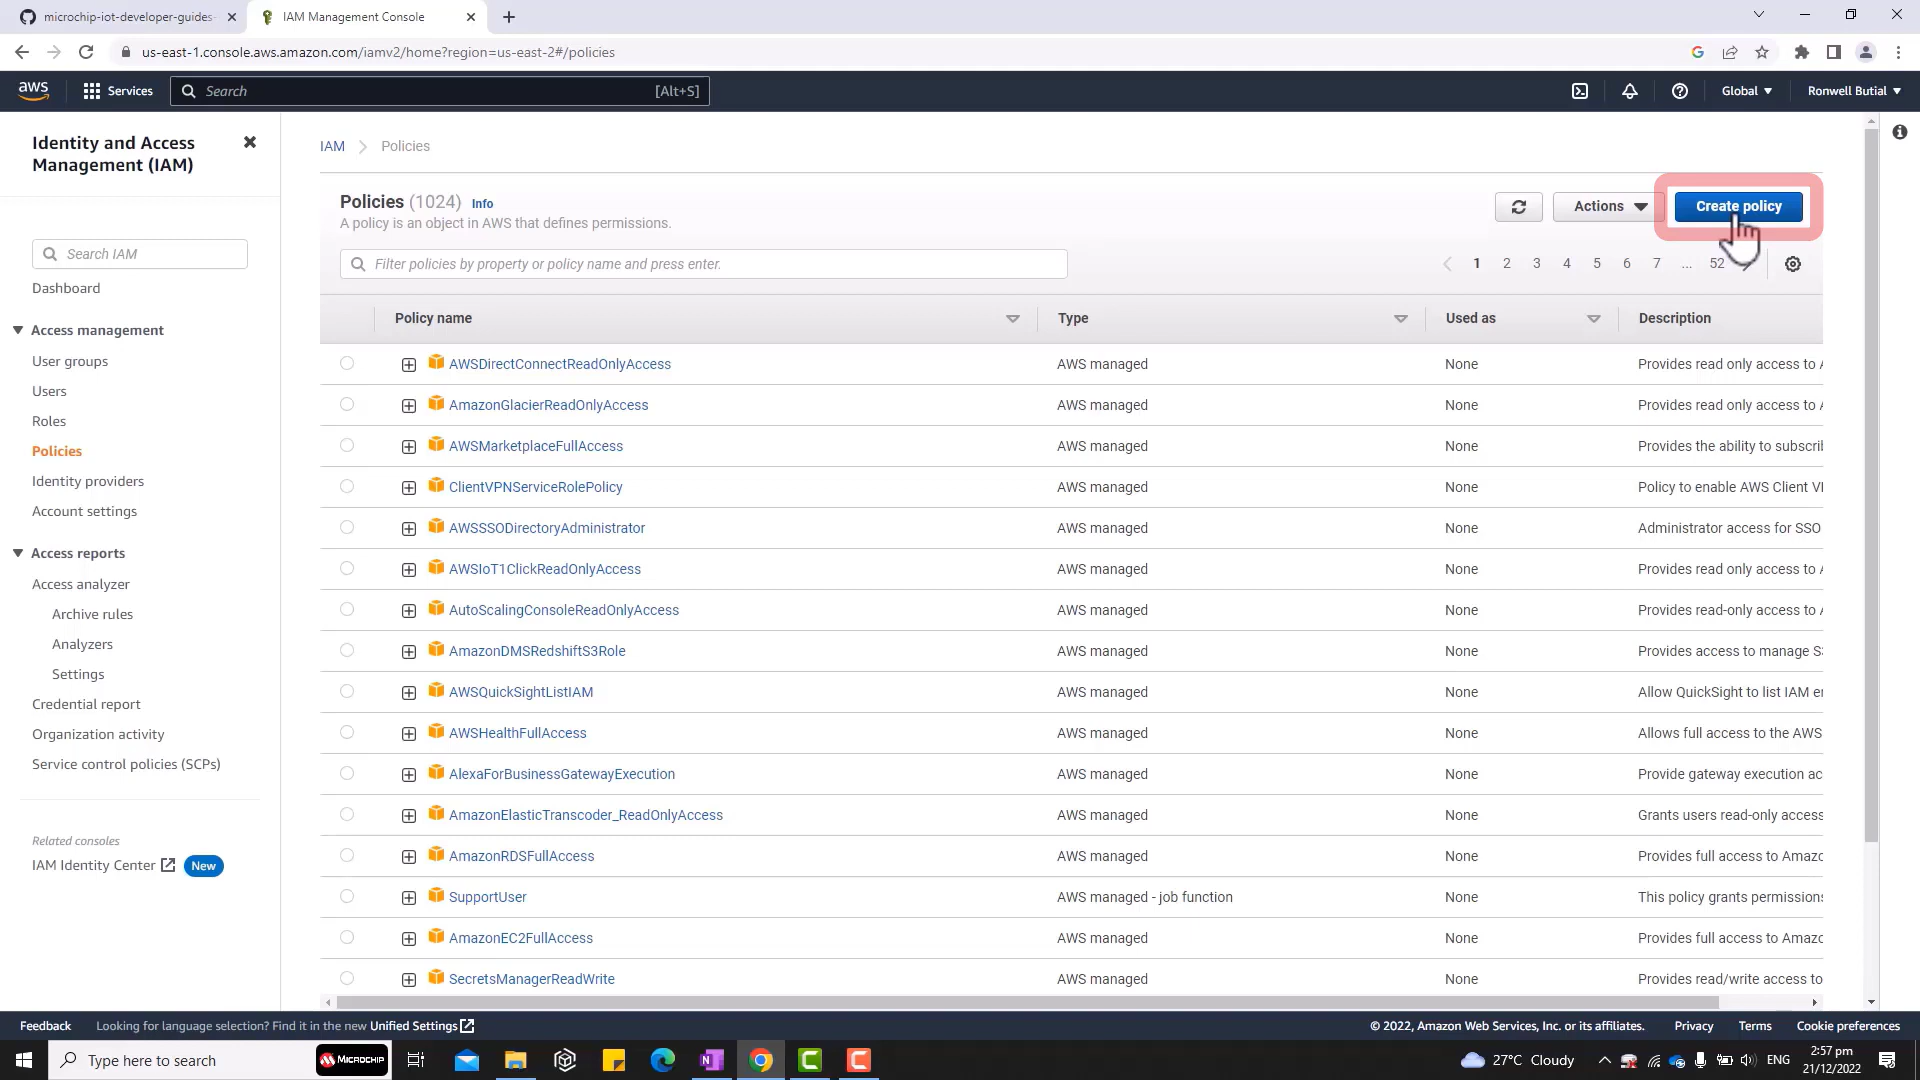 microchip-iot-developer-guides-
IAM Management Console
us-east-1.console.aws.amazon.com/iamv2/home?region=us-east-2#/policies
aws
Services
Search
[Alt+S]
Global
Ronwell Butial
Identity and Access
Management (IAM)
Search IAM
Dashboard
Access management
User groups
Users
Roles
Policies
Identity providers
Account settings
Access reports
Access analyzer
Archive rules
Analyzers
Settings
Credential report
Organization activity
Service control policies (SCPs)
Related consoles
IAM Identity Center New
IAM Policies
Policies (1024) Info
A policy is an object in AWS that defines permissions.
Actions
Create policy
Filter policies by property or policy name and press enter.
1 2 3 4 5 6 7 ... 52
Policy name Type Used as Description
AWSDirectConnectReadOnlyAccess AWS managed None Provides read only access to A
AmazonGlacierReadOnlyAccess AWS managed None Provides read only access to A
AWSMarketplaceFullAccess AWS managed None Provides the ability to subscri
ClientVPNServiceRolePolicy AWS managed None Policy to enable AWS Client V
AWSSSODirectoryAdministrator AWS managed None Administrator access for SSO
AWSIoT1ClickReadOnlyAccess AWS managed None Provides read only access to A
AutoScalingConsoleReadOnlyAccess AWS managed None Provides read-only access to A
AmazonDMSRedshiftS3Role AWS managed None Provides access to manage S
AWSQuickSightListIAM AWS managed None Allow QuickSight to list IAM e
AWSHealthFullAccess AWS managed None Allows full access to the AWS
AlexaForBusinessGatewayExecution AWS managed None Provide gateway execution ac
AmazonElasticTranscoder_ReadOnlyAccess AWS managed None Grants users read-only access
AmazonRDSFullAccess AWS managed None Provides full access to Amazo
SupportUser AWS managed - job function None This policy grants permissions
AmazonEC2FullAccess AWS managed None Provides full access to Amazo
SecretsManagerReadWrite AWS managed None Provides read/write access to
Feedback Looking for language selection? Find it in the new Unified Settings
© 2022, Amazon Web Services, Inc. or its affiliates. Privacy Terms Cookie preferences
Type here to search
MICROCHIP
27°C Cloudy
ENG
2:57 pm
21/12/2022